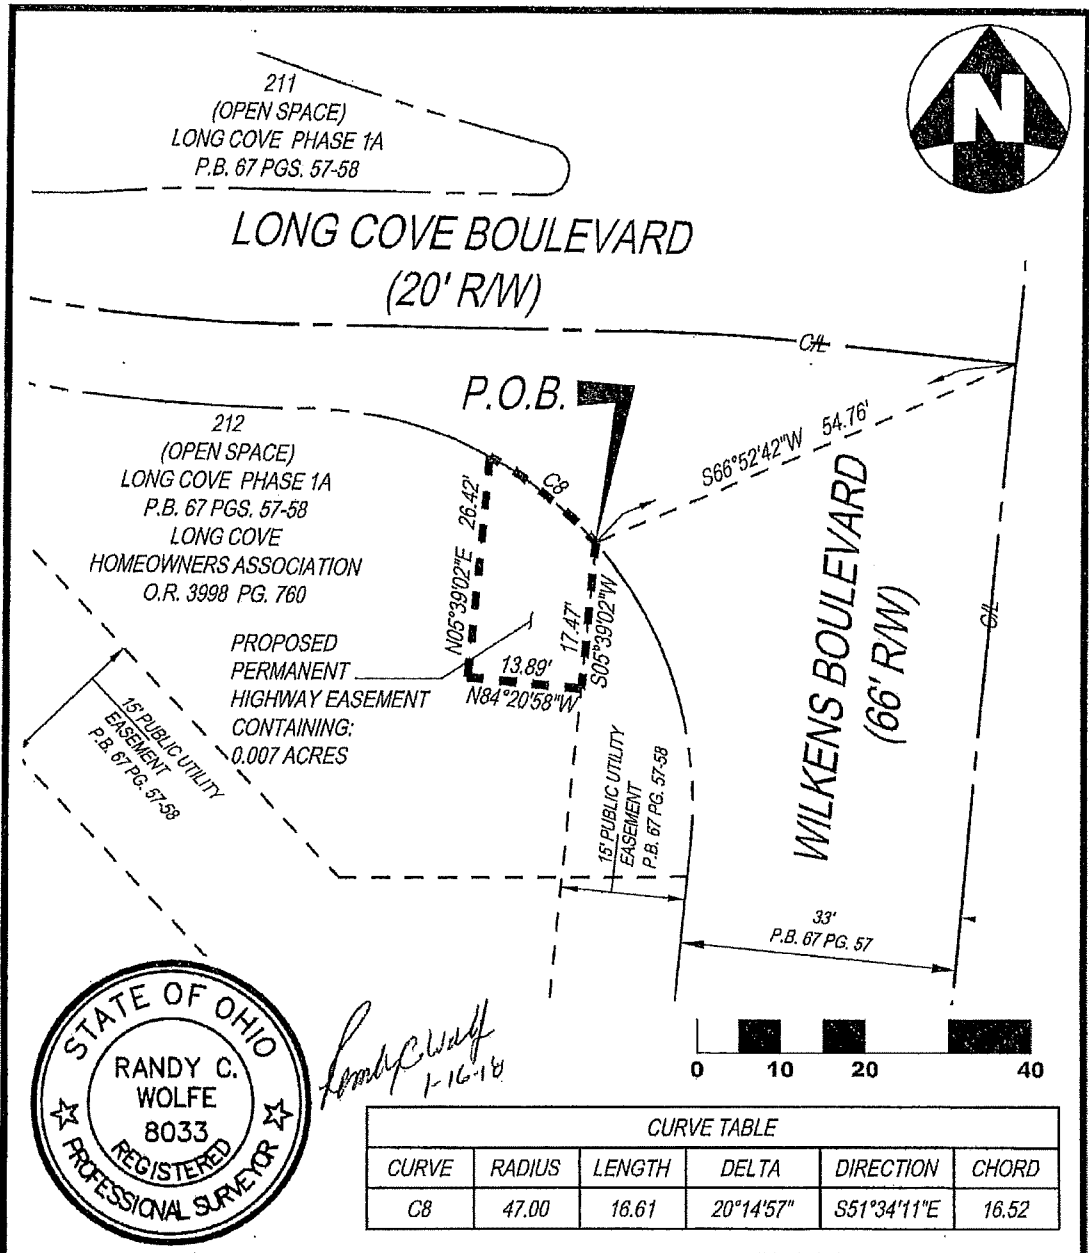 211
(OPEN SPACE)
LONG COVE PHASE 1A
P.B. 67 PGS. 57-58
N
LONG COVE BOULEVARD
(20' R/W)
C/L
P.O.B.
212
(OPEN SPACE)
LONG COVE PHASE 1A
P.B. 67 PGS. 57-58
LONG COVE
HOMEOWNERS ASSOCIATION
O.R. 3998 PG. 760
C8
S66°52'42"W 54.76'
N05°39'02"E 26.42'
17.47'
S05°39'02"W
13.89'
N84°20'58"W
PROPOSED
PERMANENT
HIGHWAY EASEMENT
CONTAINING:
0.007 ACRES
WILKENS BOULEVARD
(66' R/W)
C/L
15' PUBLIC UTILITY
EASEMENT
P.B. 67 PG. 57-58
15' PUBLIC UTILITY
EASEMENT
P.B. 67 PG. 57-58
33'
P.B. 67 PG. 57
STATE OF OHIO
RANDY C.
WOLFE
8033
REGISTERED
PROFESSIONAL SURVEYOR
Randy C. Wolf
0 10 20 40
CURVE TABLE
CURVE RADIUS LENGTH DELTA DIRECTION CHORD
C8 47.00 16.61 20°14'57" S51°34'11"E 16.52